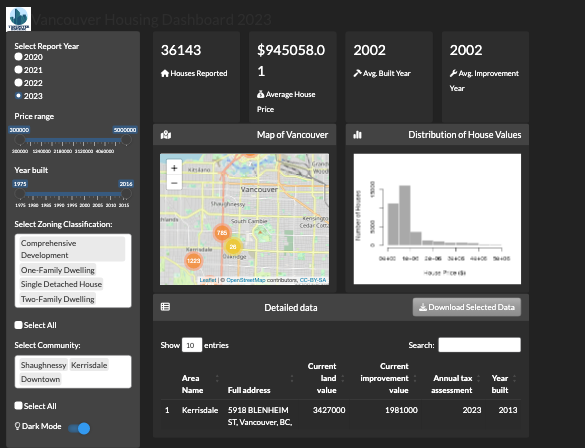 Vancouver Housing Dashboard 2023
Select Report Year
2020
2021
2022
2023
Price range
300000 5000000
300000 1240000 2180000 3120000 4060000
Year built
1975 2016
1975 1980 1985 1990 1995 2000 2005 2010 2015
Select Zoning Classification:
Comprehensive
Development
One-Family Dwelling
Single Detached House
Two-Family Dwelling
Select All
Select Community:
Shaughnessy Kerrisdale
Downtown
Select All
Dark Mode
36143
Houses Reported
$945058.0
1
Average House
Price
2002
Avg. Built Year
2002
Avg. Improvement
Year
Map of Vancouver
+
−
Kitsilano
Vancouver
Shaughnessy
South Cambie
Kensington-
Cedar Cottage
785
26
Kerrisdale
Oakridge
1223
Leaflet | © OpenStreetMap contributors, CC-BY-SA
Distribution of House Values
Number of Houses
0 5000 15000
0e+00 1e+06 2e+06 3e+06 4e+06 5e+06
House Price ($)
Detailed data
Download Selected Data
Show 10 entries
Search:
Area Name Full address Current land value Current improvement value Annual tax assessment Year built
1 Kerrisdale 5918 BLENHEIM ST, Vancouver, BC, 3427000 1981000 2023 2013